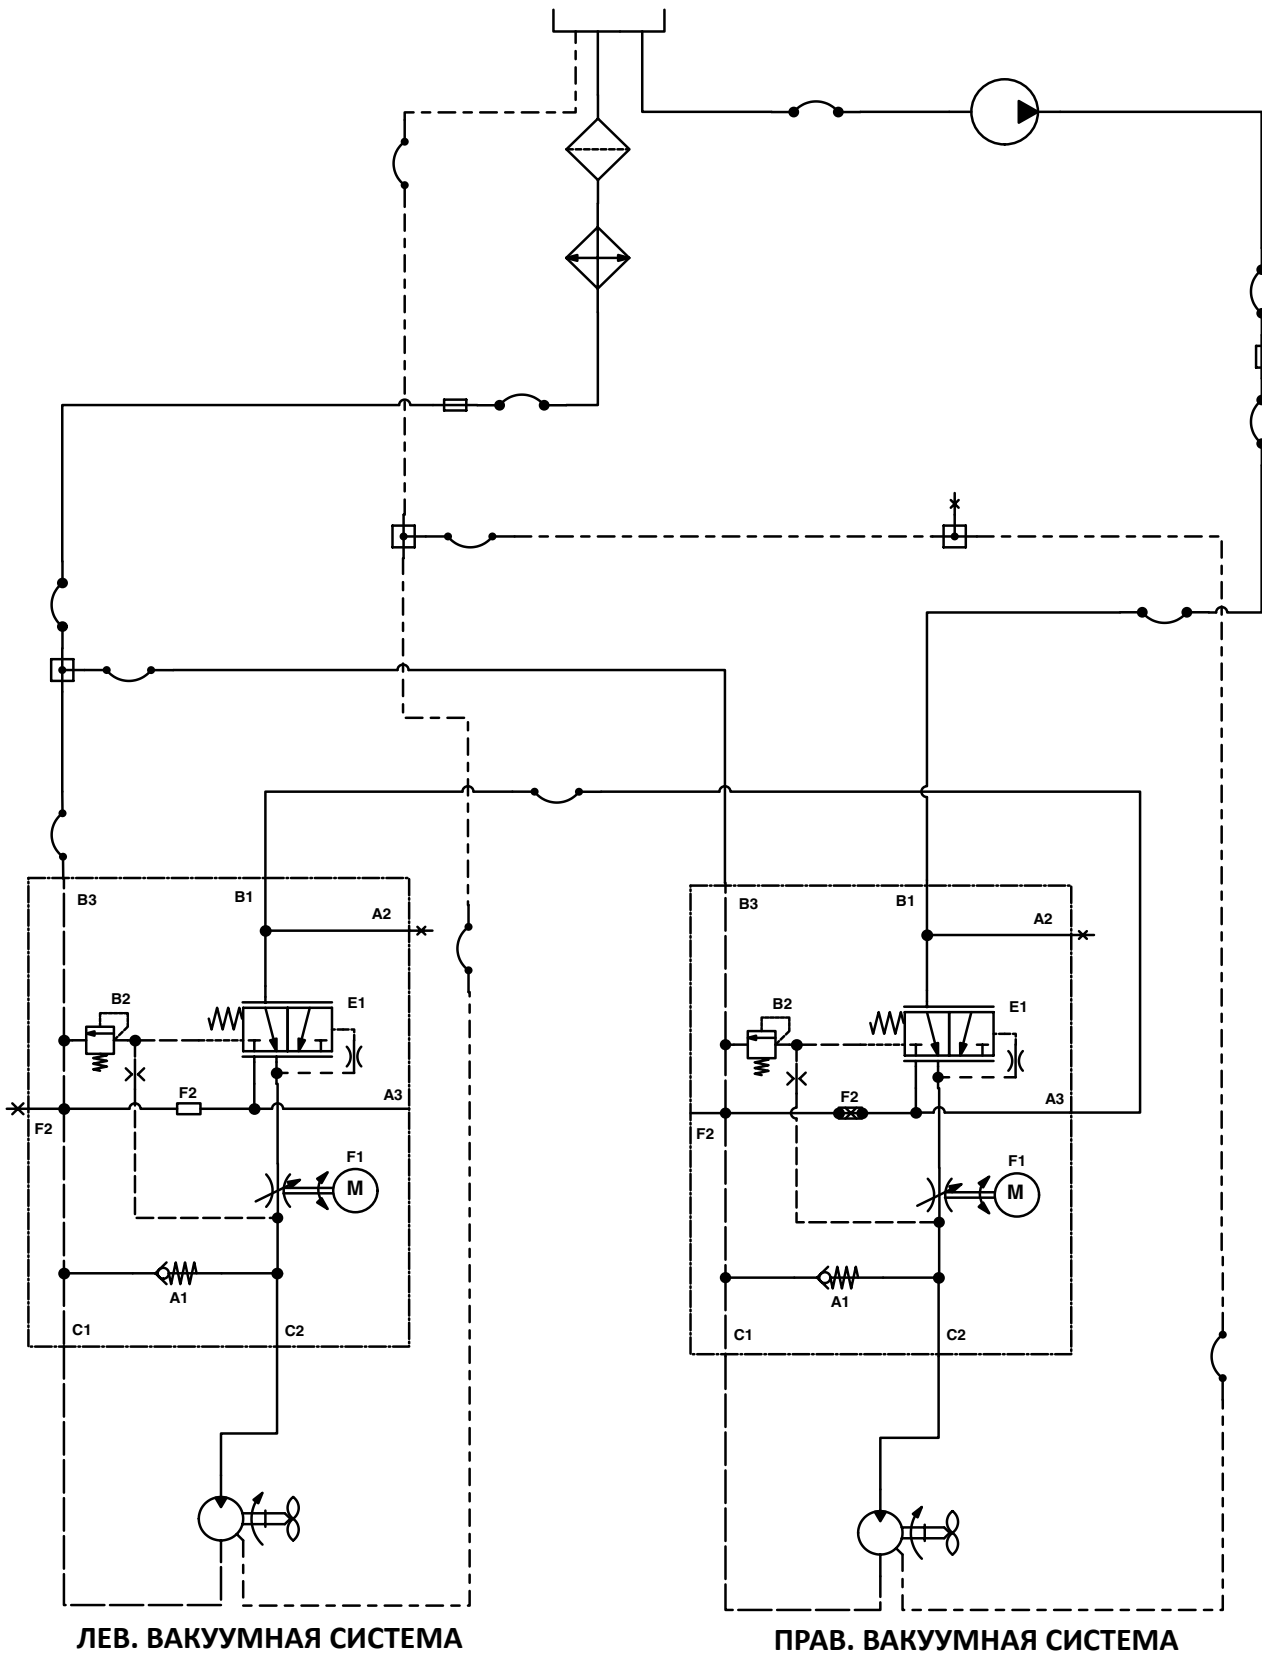 B3
B1
A2
B2
E1
F2
A3
F2
F1
M
A1
C1
C2
B3
B1
A2
B2
E1
F2
A3
F2
F1
M
A1
C1
C2
ЛЕВ. ВАКУУМНАЯ СИСТЕМА
ПРАВ. ВАКУУМНАЯ СИСТЕМА